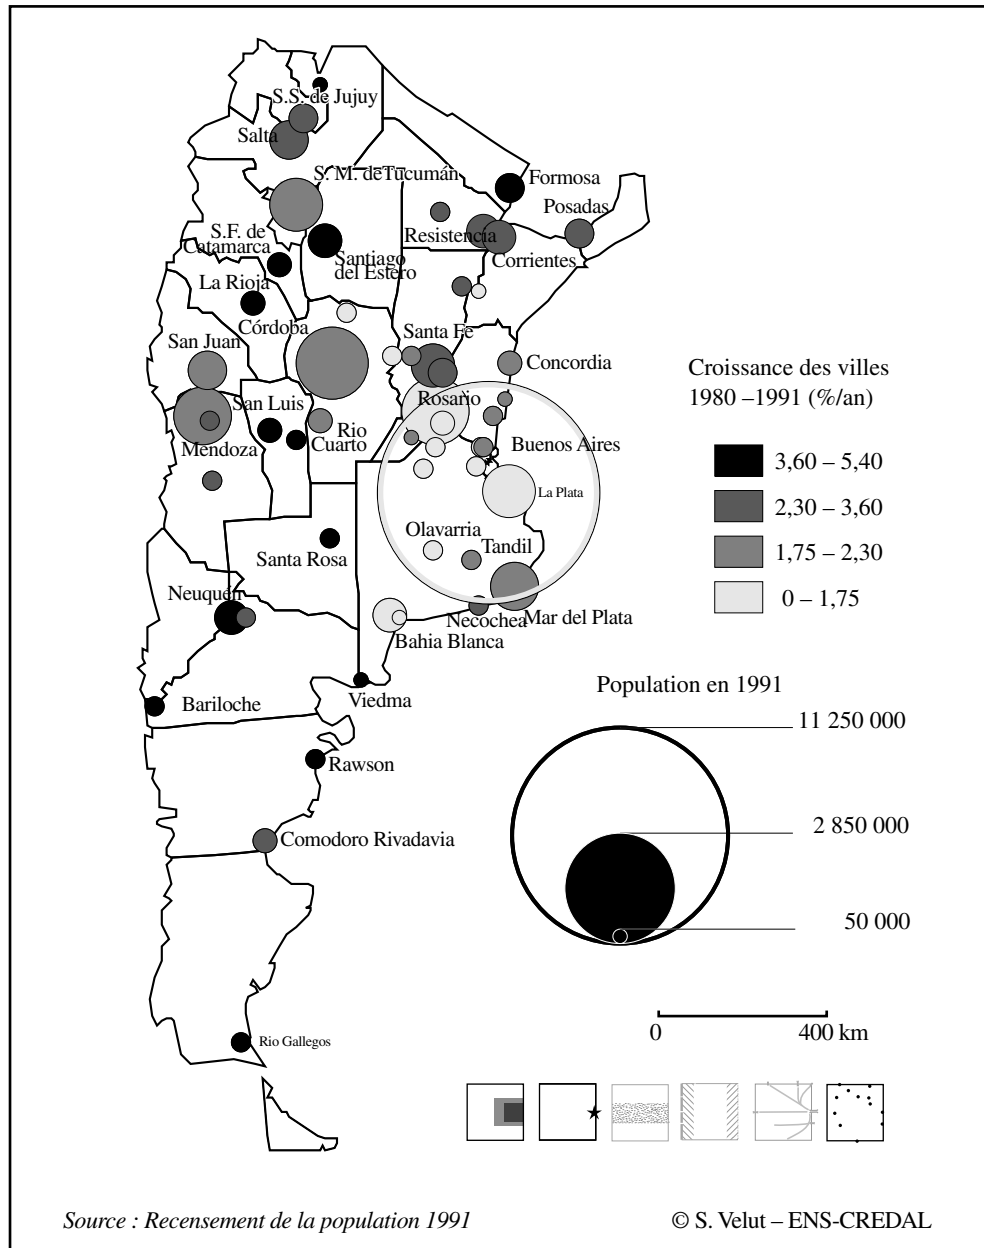 S.S. de Jujuy
Salta
S. M. deTucumán
Formosa
Posadas
S.F. de
Catamarca
Resistencia
Corrientes
Santiago
del Estero
La Rioja
Córdoba
Santa Fe
San Juan
Concordia
San Luis
Rosario
Rio
Cuarto
Mendoza
Buenos Aires
La Plata
Olavarria
Tandil
Santa Rosa
Neuquén
Necochea
Mar del Plata
Bahia Blanca
Bariloche
Viedma
Rawson
Comodoro Rivadavia
Rio Gallegos
Croissance des villes
1980 –1991 (%/an)
3,60 – 5,40
2,30 – 3,60
1,75 – 2,30
0 – 1,75
Population en 1991
11 250 000
2 850 000
50 000
0 400 km
Source : Recensement de la population 1991
© S. Velut – ENS-CREDAL